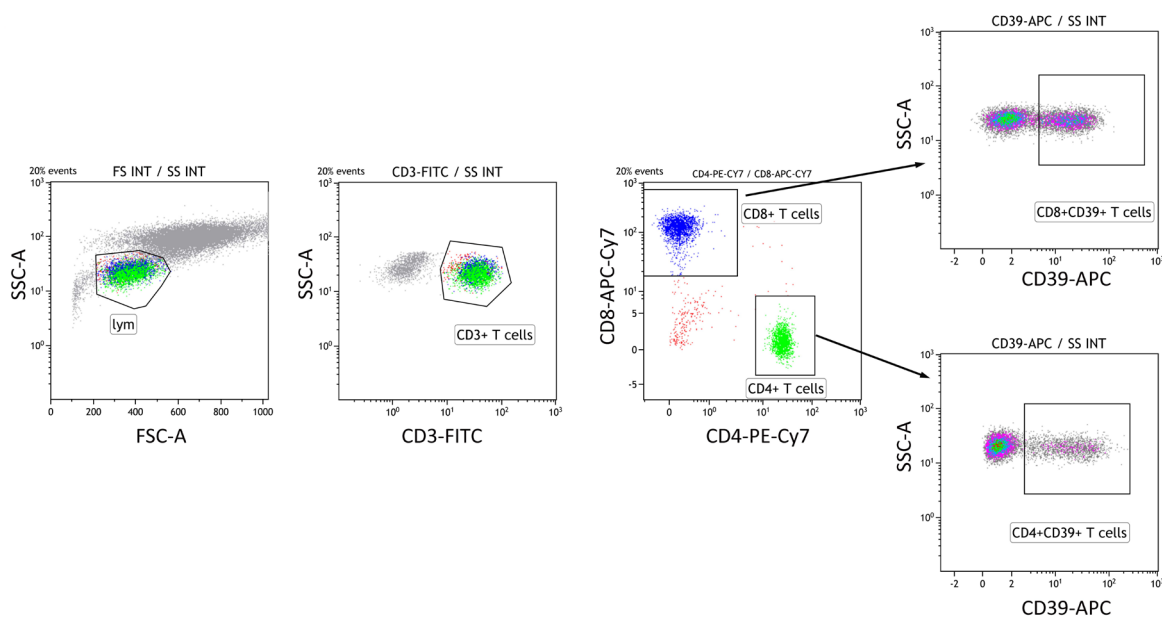 20% events
FS INT / SS INT
10³
10²
10¹
10⁰
SSC-A
lym
0
200
400
600
800
1000
FSC-A
20% events
CD3-FITC / SS INT
10³
10²
10¹
10⁰
SSC-A
CD3+ T cells
10⁰
10¹
10²
10³
CD3-FITC
20% events
CD4-PE-CY7 / CD8-APC-CY7
10³
10²
10¹
5
0
-5
CD8-APC-Cy7
CD8+ T cells
CD4+ T cells
0
10⁰
10¹
10²
10³
CD4-PE-Cy7
CD39-APC / SS INT
10³
10²
10¹
10⁰
SSC-A
CD8+CD39+ T cells
-2
0
2
10¹
10²
CD39-APC
CD39-APC / SS INT
10³
10²
10¹
10⁰
SSC-A
CD4+CD39+ T cells
-2
0
2
10¹
10²
CD39-APC